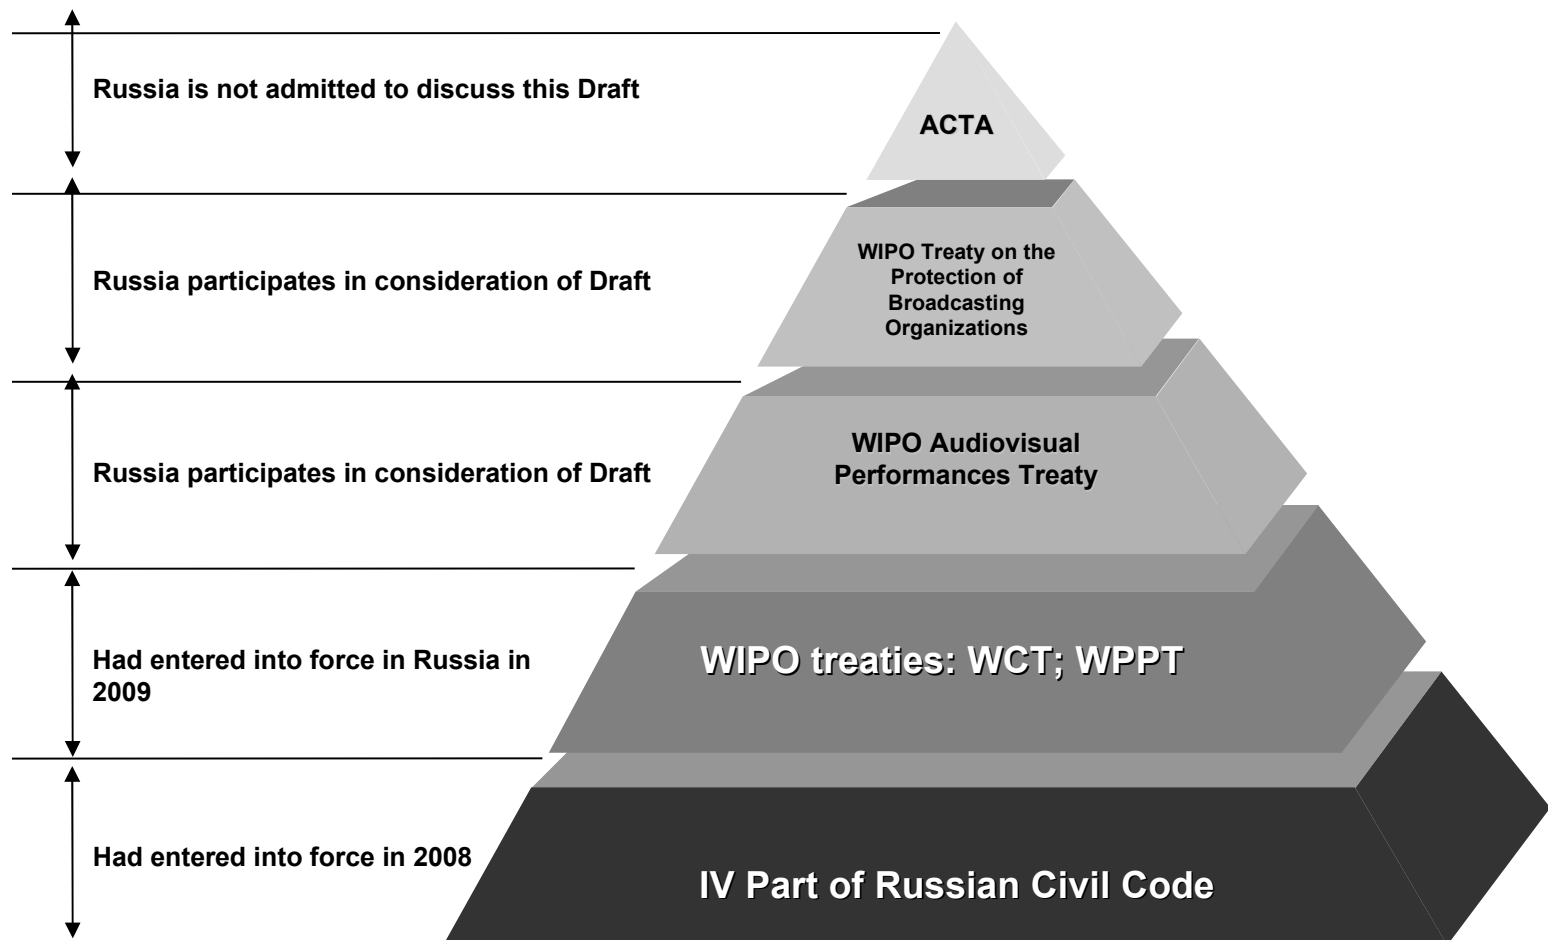 Russia is not admitted to discuss this Draft
ACTA
Russia participates in consideration of Draft
WIPO Treaty on the
Protection of
Broadcasting
Organizations
Russia participates in consideration of Draft
WIPO Audiovisual
Performances Treaty
Had entered into force in Russia in
2009
WIPO treaties: WCT; WPPT
Had entered into force in 2008
IV Part of Russian Civil Code